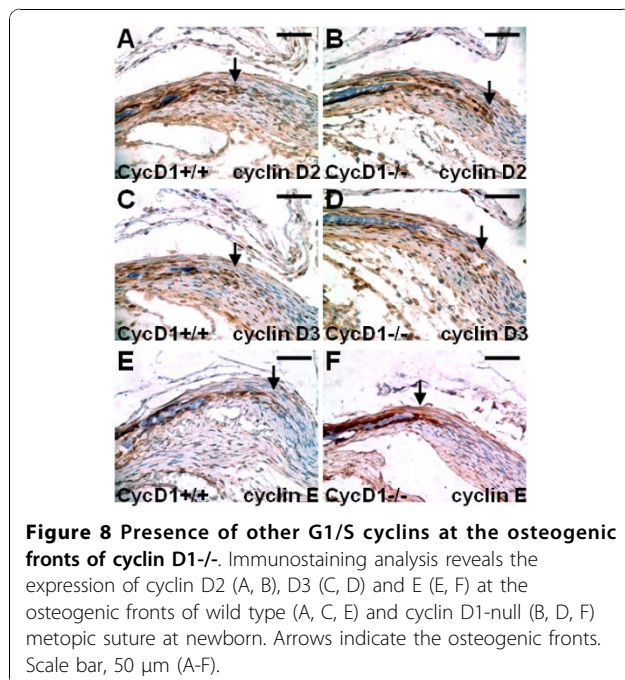 A
B
CycD1+/+ cyclin D2
CycD1-/- cyclin D2
C
D
CycD1+/+ cyclin D3
CycD1-/- cyclin D3
E
F
CycD1+/+ cyclin E
CycD1-/- cyclin E
Figure 8 Presence of other G1/S cyclins at the osteogenic
fronts of cyclin D1-/-. Immunostaining analysis reveals the
expression of cyclin D2 (A, B), D3 (C, D) and E (E, F) at the
osteogenic fronts of wild type (A, C, E) and cyclin D1-null (B, D, F)
metopic suture at newborn. Arrows indicate the osteogenic fronts.
Scale bar, 50 μm (A-F).